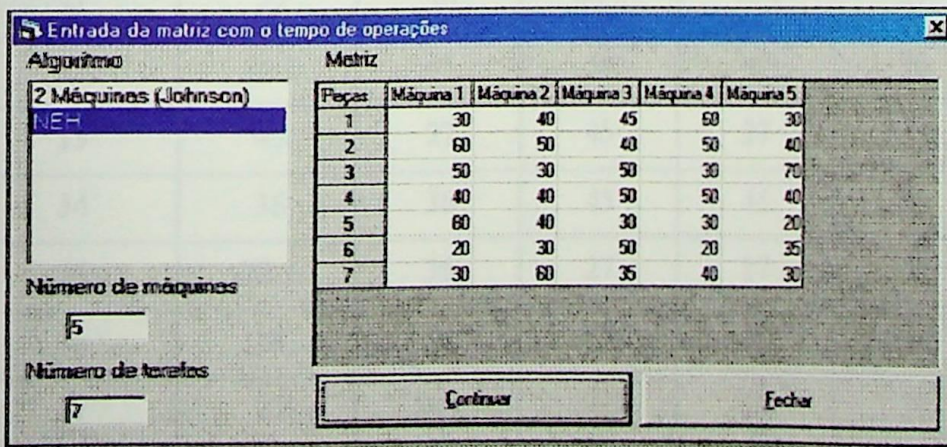 Entrada da matriz com o tempo de operações
Algoritmo
2 Máquinas (Johnson)
NEH
Número de máquinas
5
Número de tarefas
7
Matriz
Peças Máquina 1 Máquina 2 Máquina 3 Máquina 4 Máquina 5
1 30 40 45 60 30
2 60 50 40 50 40
3 50 30 50 30 70
4 40 40 50 50 40
5 60 40 30 30 20
6 20 30 50 20 35
7 30 60 35 40 30
Continuar
Fechar